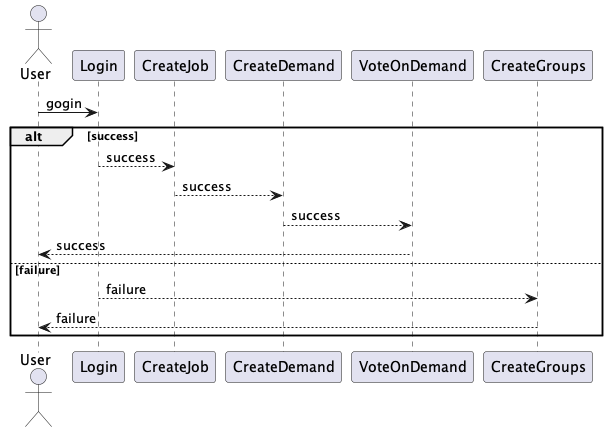 User
Login CreateJob CreateDemand VoteOnDemand CreateGroups
gogin
alt [success]
success
success
success
success
[failure]
failure
failure
User
Login CreateJob CreateDemand VoteOnDemand CreateGroups